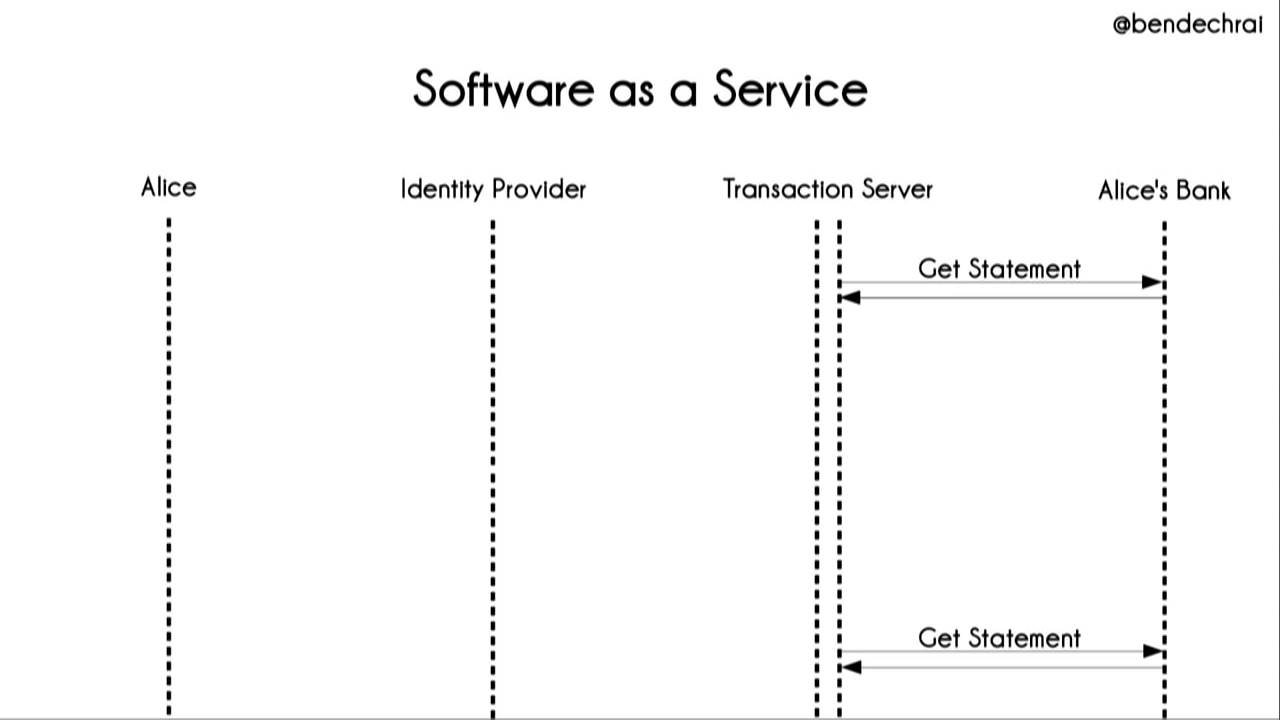 @bendechrai
Software as a Service
Alice
Identity Provider
Transaction Server
Alice's Bank
Get Statement
Get Statement